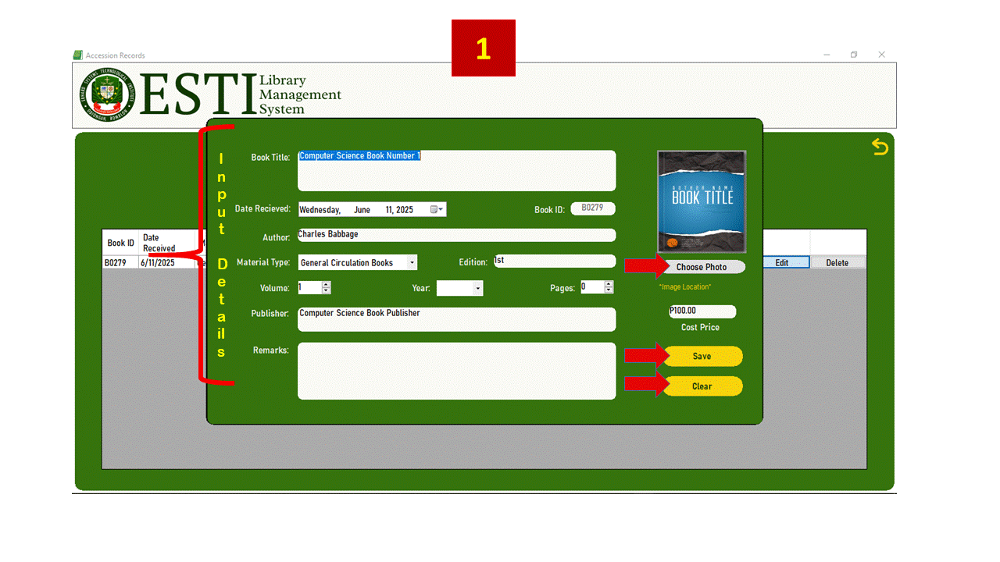 1
Accession Records
ESTI Library
Management
System
Input Details
Book Title:
Computer Science Book Number 1
Date Recieved:
Wednesday, June 11, 2025
Book ID:
B0279
Author:
Charles Babbage
Material Type:
General Circulation Books
Edition:
1st
Volume:
1
Year:
Pages:
0
Publisher:
Computer Science Book Publisher
Remarks:
AUTHOR NAME
BOOK TITLE
Choose Photo
"Image Location"
₱100.00
Cost Price
Save
Clear
Book ID
Date
Received
B0279
6/11/2025
Edit
Delete